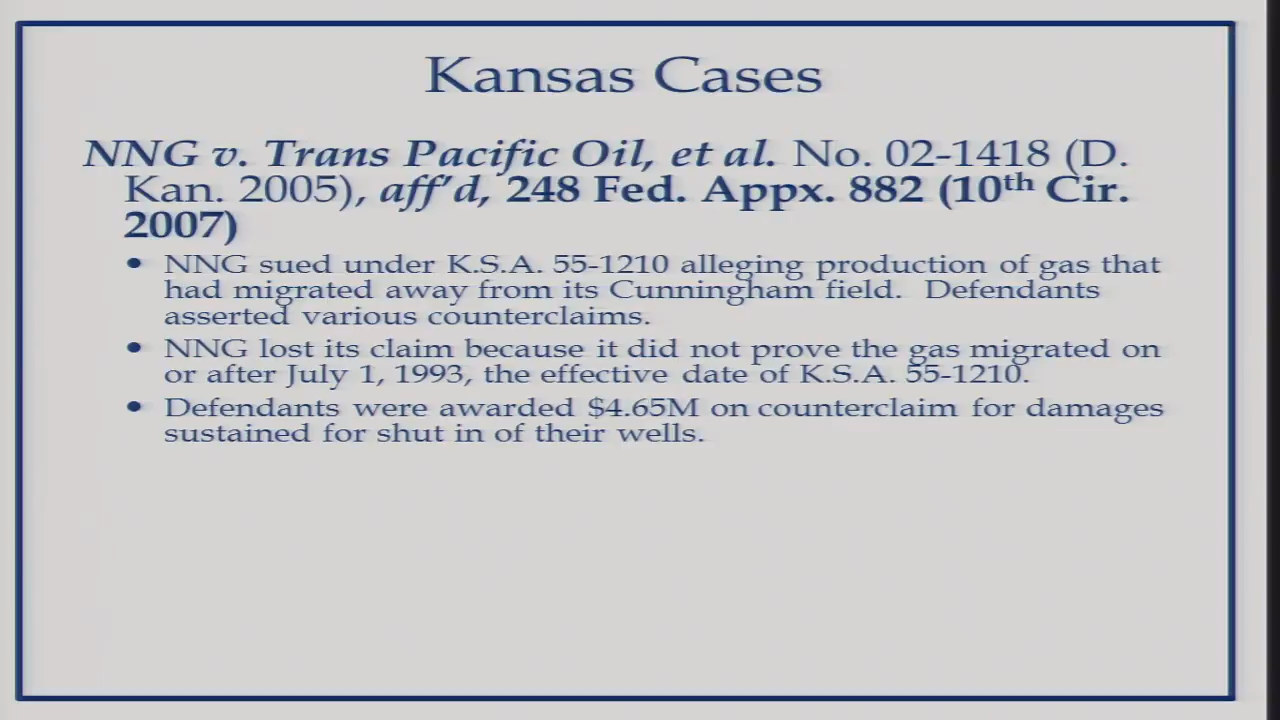 Kansas Cases
NNG v. Trans Pacific Oil, et al. No. 02-1418 (D.
Kan. 2005), aff'd, 248 Fed. Appx. 882 (10th Cir.
2007)
• NNG sued under K.S.A. 55-1210 alleging production of gas that
had migrated away from its Cunningham field. Defendants
asserted various counterclaims.
• NNG lost its claim because it did not prove the gas migrated on
or after July 1, 1993, the effective date of K.S.A. 55-1210.
• Defendants were awarded $4.65M on counterclaim for damages
sustained for shut in of their wells.